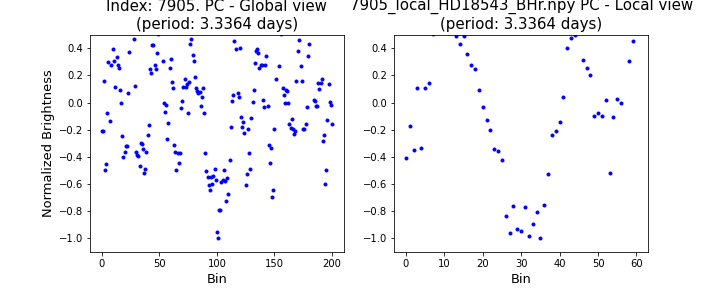 Index: 7905. PC - Global view
(period: 3.3364 days)
7905_local_HD18543_BHr.npy PC - Local view
(period: 3.3364 days)
Normalized Brightness
0.4
0.2
0.0
−0.2
−0.4
−0.6
−0.8
−1.0
0 50 100 150 200
Bin
0.4
0.2
0.0
−0.2
−0.4
−0.6
−0.8
−1.0
0 10 20 30 40 50 60
Bin